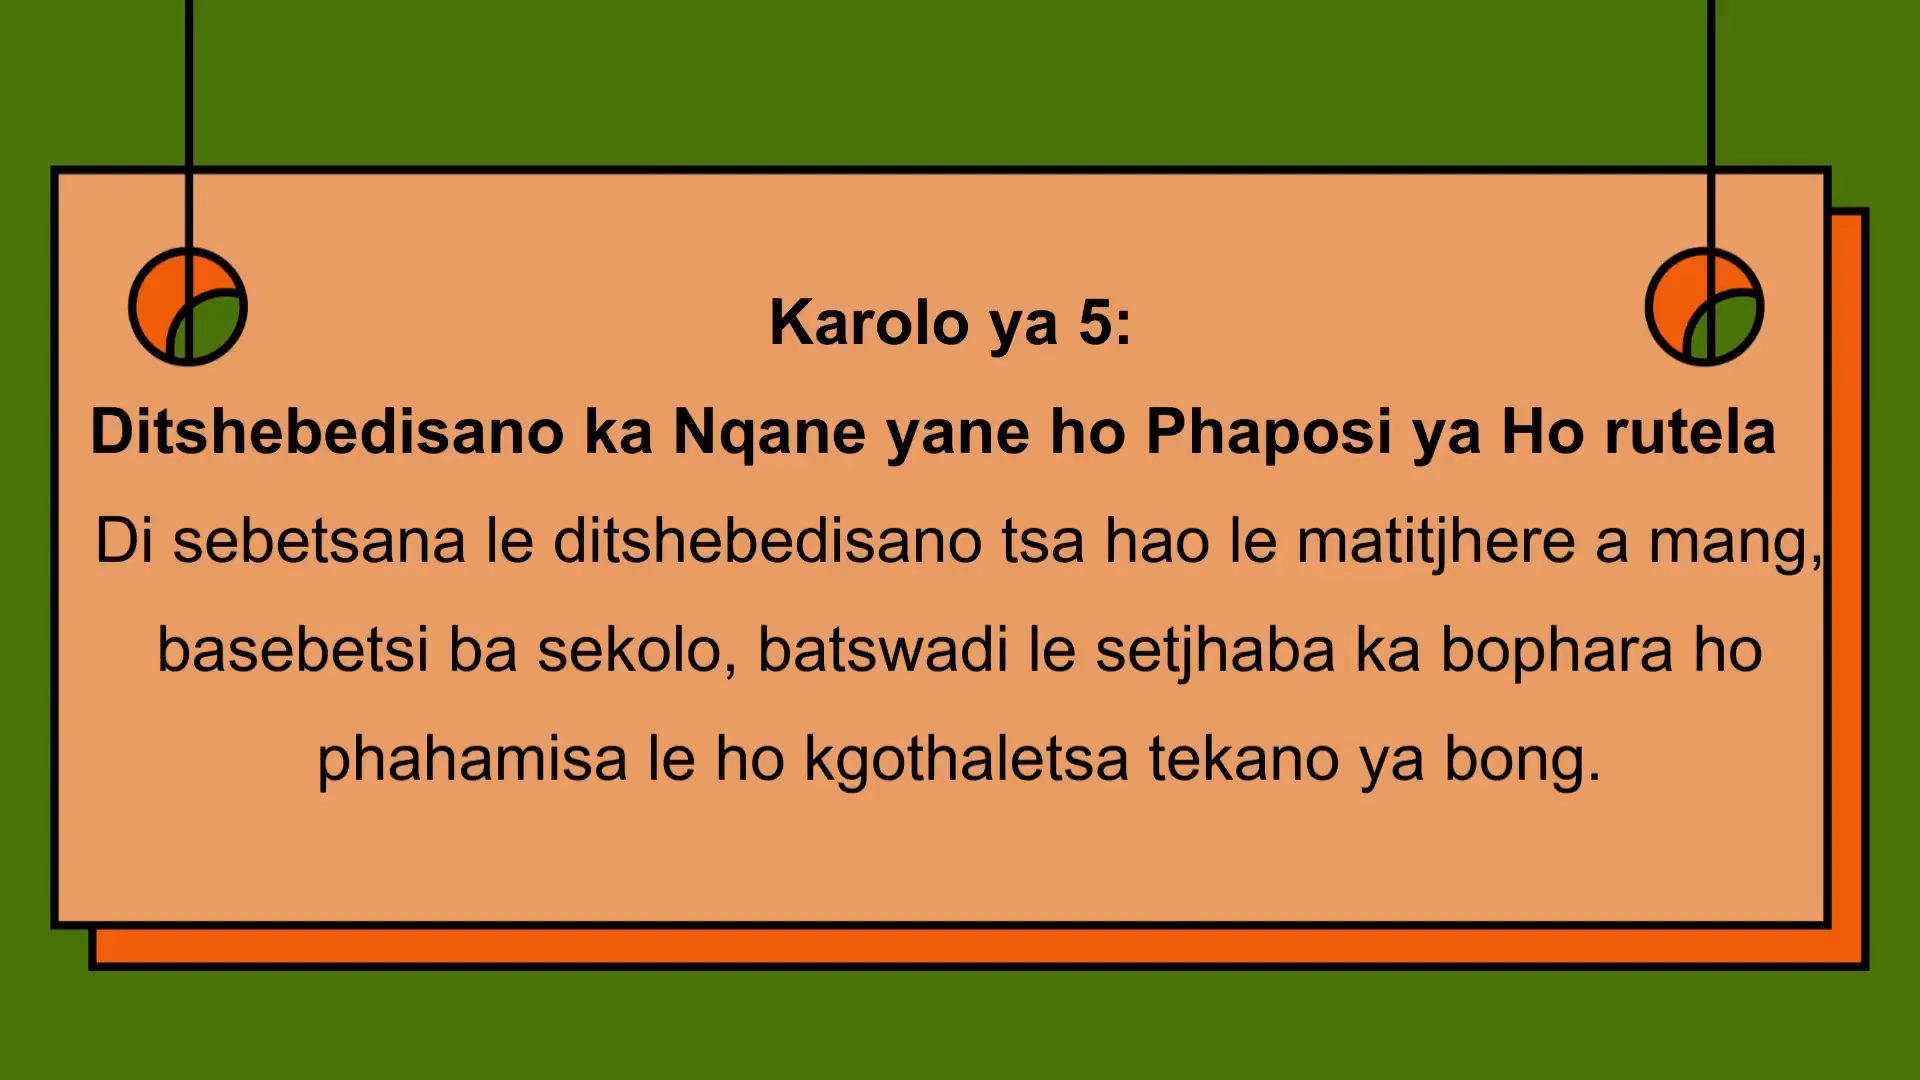 Karolo ya 5:
Ditshebedisano ka Nqane yane ho Phaposi ya Ho rutela
Di sebetsana le ditshebedisano tsa hao le matitjhere a mang,
basebetsi ba sekolo, batswadi le setjhaba ka bophara ho
phahamisa le ho kgothaletsa tekano ya bong.